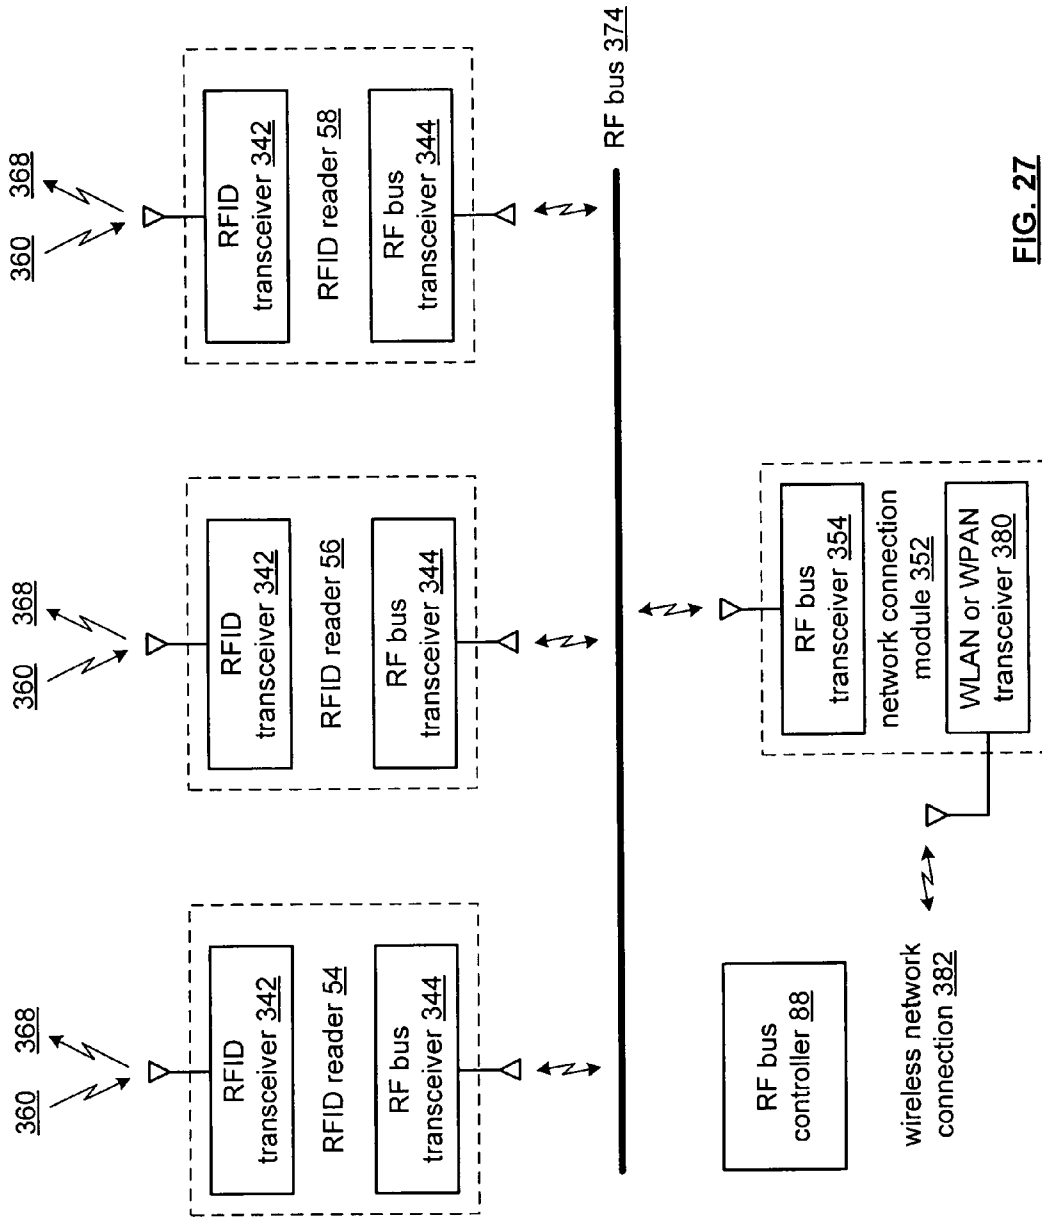 360
368
360
368
360
368
RFID
transceiver 342
RFID reader 54
RF bus
transceiver 344
RFID
transceiver 342
RFID reader 56
RF bus
transceiver 344
RFID
transceiver 342
RFID reader 58
RF bus
transceiver 344
RF bus 374
RF bus
controller 88
wireless network
connection 382
RF bus
transceiver 354
network connection
module 352
WLAN or WPAN
transceiver 380
FIG. 27